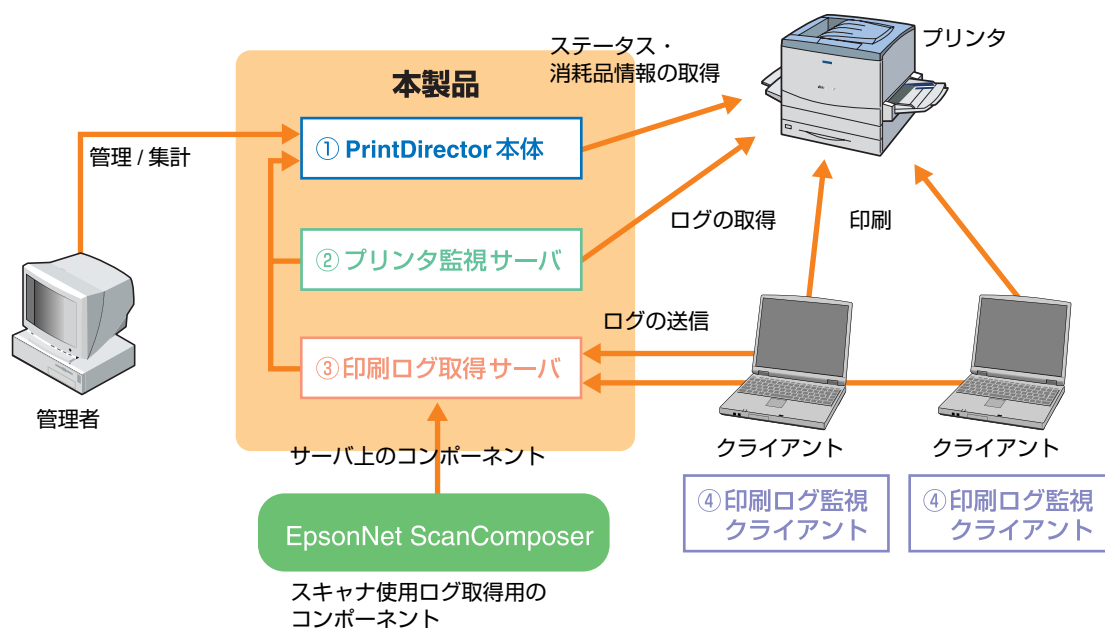 ステータス・
消耗品情報の取得
プリンタ
本製品
① PrintDirector 本体
管理 / 集計
ログの取得
印刷
② プリンタ監視サーバ
ログの送信
③ 印刷ログ取得サーバ
管理者
サーバ上のコンポーネント
クライアント
クライアント
④ 印刷ログ監視
クライアント
④ 印刷ログ監視
クライアント
EpsonNet ScanComposer
スキャナ使用ログ取得用の
コンポーネント